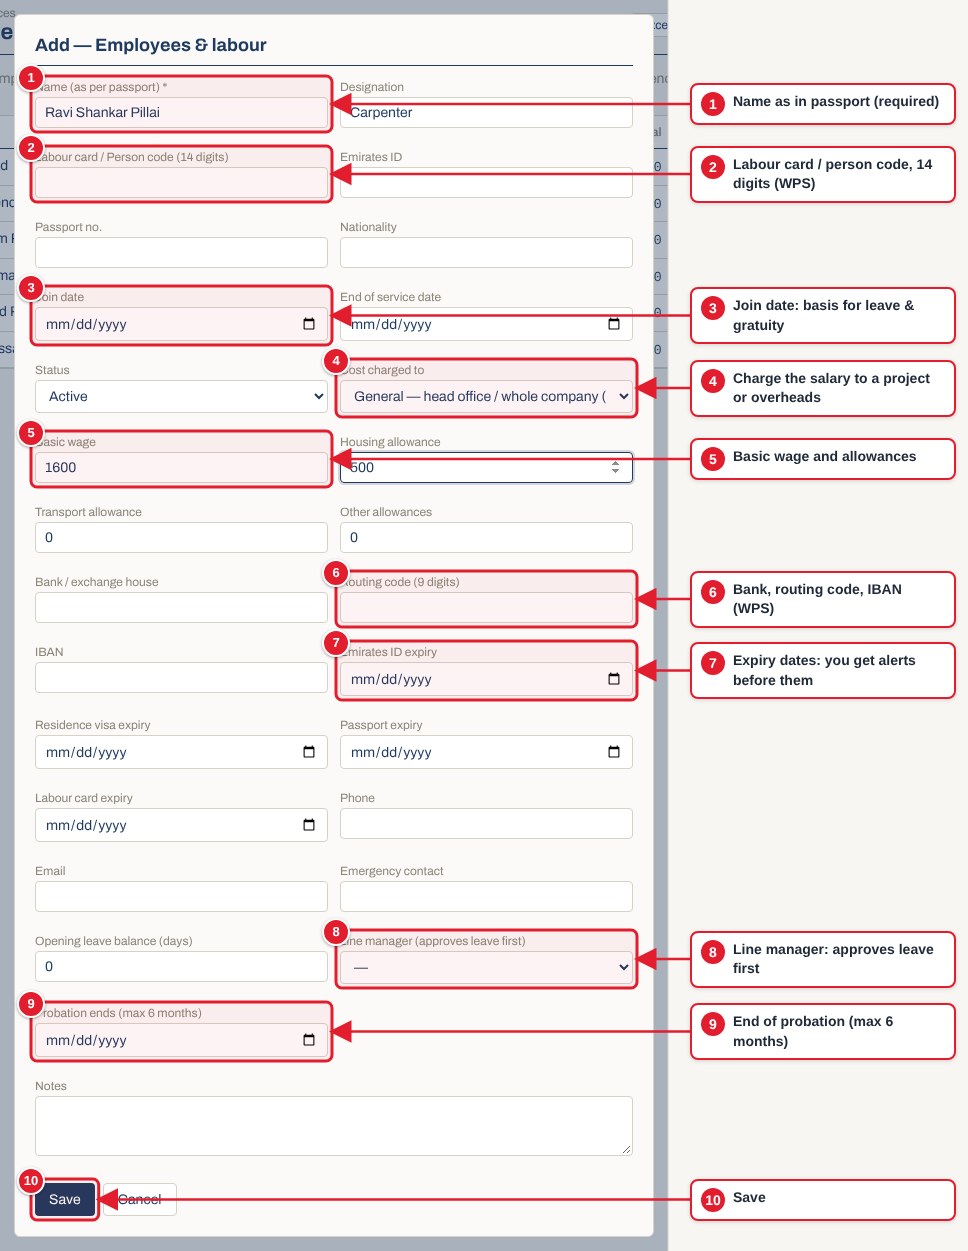 Add — Employees & labour
1
Name (as per passport) *
Designation
Ravi Shankar Pillai
Carpenter
1 Name as in passport (required)
2
Labour card / Person code (14 digits)
Emirates ID
2 Labour card / person code, 14
digits (WPS)
Passport no.
Nationality
3
Join date
End of service date
mm/dd/yyyy
mm/dd/yyyy
3 Join date: basis for leave &
gratuity
Status
4
Cost charged to
Active
General — head office / whole company (
4 Charge the salary to a project
or overheads
5
Basic wage
Housing allowance
1600
500
5 Basic wage and allowances
Transport allowance
Other allowances
0
0
Bank / exchange house
6
Routing code (9 digits)
6 Bank, routing code, IBAN
(WPS)
IBAN
7
Emirates ID expiry
mm/dd/yyyy
7 Expiry dates: you get alerts
before them
Residence visa expiry
Passport expiry
mm/dd/yyyy
mm/dd/yyyy
Labour card expiry
Phone
mm/dd/yyyy
Email
Emergency contact
Opening leave balance (days)
8
Line manager (approves leave first)
0
—
8 Line manager: approves leave
first
9
Probation ends (max 6 months)
mm/dd/yyyy
9 End of probation (max 6
months)
Notes
10
Save
Cancel
10 Save